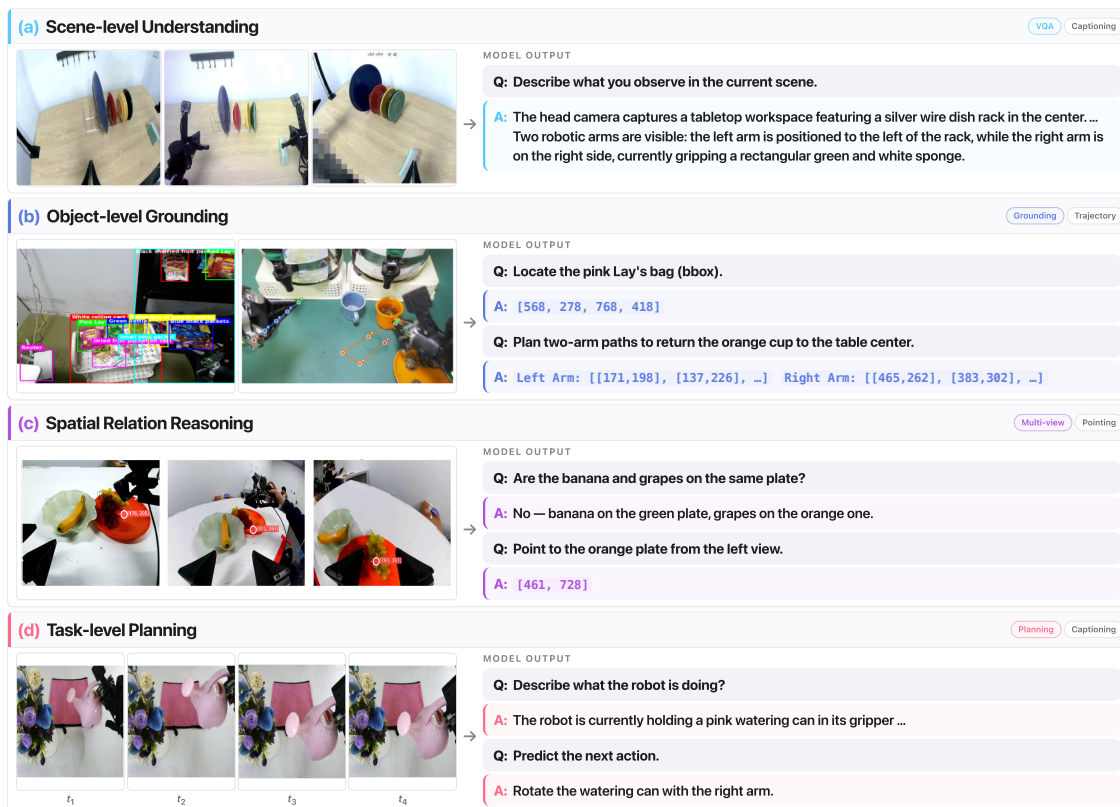 (a) Scene-level Understanding
VQA
Captioning
MODEL OUTPUT
Q: Describe what you observe in the current scene.
A: The head camera captures a tabletop workspace featuring a silver wire dish rack in the center. ...
Two robotic arms are visible: the left arm is positioned to the left of the rack, while the right arm is
on the right side, currently gripping a rectangular green and white sponge.
(b) Object-level Grounding
Grounding
Trajectory
White rolling cart
Router
MODEL OUTPUT
Q: Locate the pink Lay's bag (bbox).
A: [568, 278, 768, 418]
Q: Plan two-arm paths to return the orange cup to the table center.
A: Left Arm: [[171,198], [137,226], …] Right Arm: [[465,262], [383,302], …]
(c) Spatial Relation Reasoning
Multi-view
Pointing
MODEL OUTPUT
Q: Are the banana and grapes on the same plate?
A: No — banana on the green plate, grapes on the orange one.
Q: Point to the orange plate from the left view.
A: [461, 728]
(d) Task-level Planning
Planning
Captioning
MODEL OUTPUT
Q: Describe what the robot is doing?
A: The robot is currently holding a pink watering can in its gripper ...
Q: Predict the next action.
A: Rotate the watering can with the right arm.
t1 t2 t3 t4